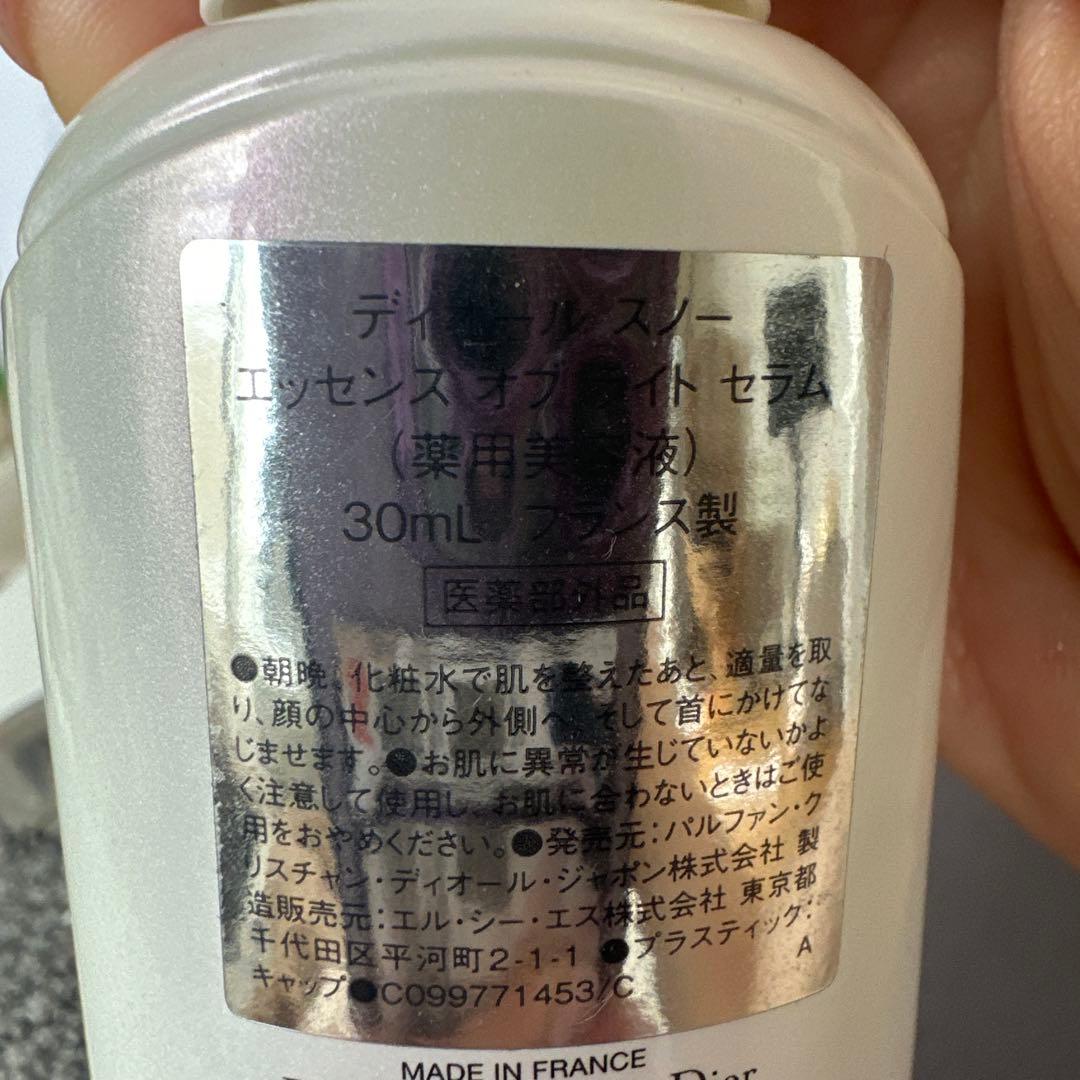 ディオール スノー
エッセンス オブ ライト セラム
(薬用美容液)
30mL フランス製
医薬部外品
●朝晩、化粧水で肌を整えたあと、適量を取
り、顔の中心から外側へ、そして首にかけてな
じませます。●お肌に異常が生じていないかよ
く注意して使用し、お肌に合わないときはご使
用をおやめください。●発売元:パルファン・ク
リスチャン・ディオール・ジャポン株式会社 製
造販売元:エル・シー・エス株式会社 東京都
千代田区平河町2-1-1 ●プラスティック:
キャップ●C099771453/C A
MADE IN FRANCE
Dior